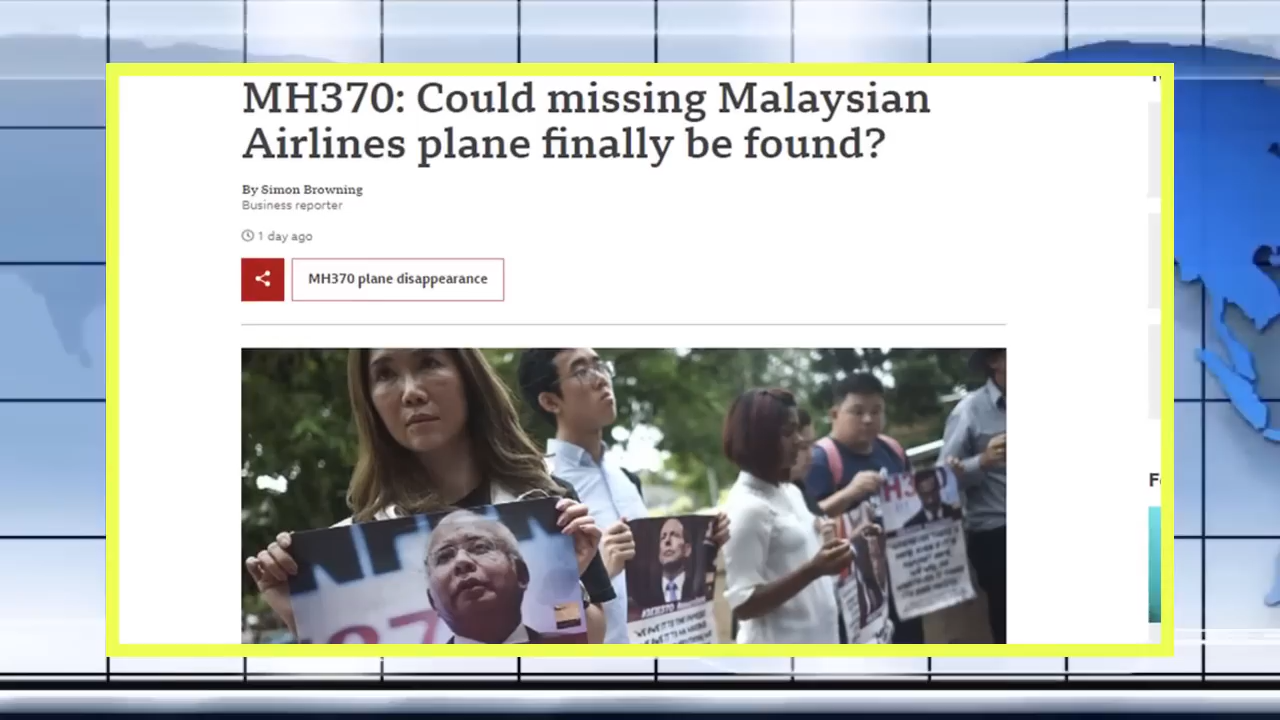 MH370: Could missing Malaysian
Airlines plane finally be found?
By Simon Browning
Business reporter
1 day ago
MH370 plane disappearance